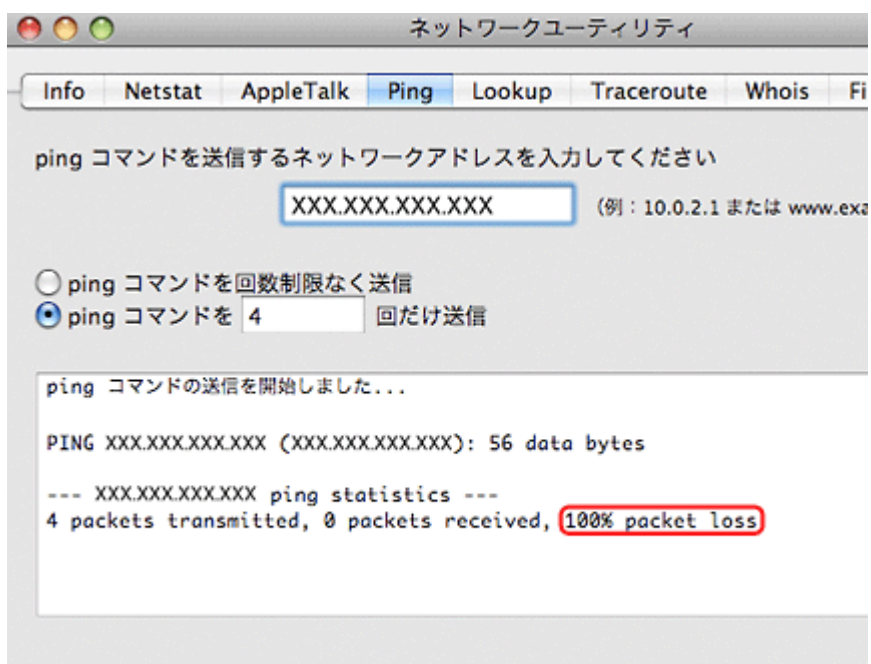 ネットワークユーティリティ
Info Netstat AppleTalk Ping Lookup Traceroute Whois Fi
ping コマンドを送信するネットワークアドレスを入力してください
XXX.XXX.XXX.XXX (例：10.0.2.1 または www.exa
ping コマンドを回数制限なく送信
ping コマンドを 4 回だけ送信
ping コマンドの送信を開始しました...
PING XXX.XXX.XXX.XXX (XXX.XXX.XXX.XXX): 56 data bytes
--- XXX.XXX.XXX.XXX ping statistics ---
4 packets transmitted, 0 packets received, 100% packet loss